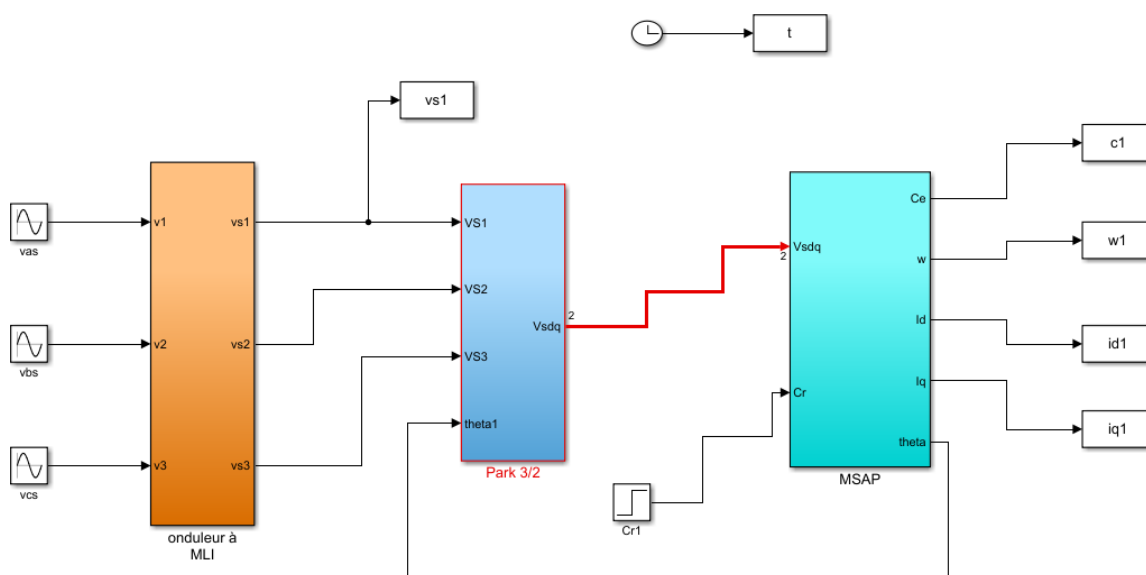 t
vs1
c1
Ce
v1
vs1
VS1
vas
Vsdq
2
w1
w
VS2
2
Vsdq
Id
id1
v2
vs2
vbs
VS3
Cr
Iq
iq1
theta1
theta
v3
vs3
vcs
Park 3/2
MSAP
Cr1
onduleur à
MLI